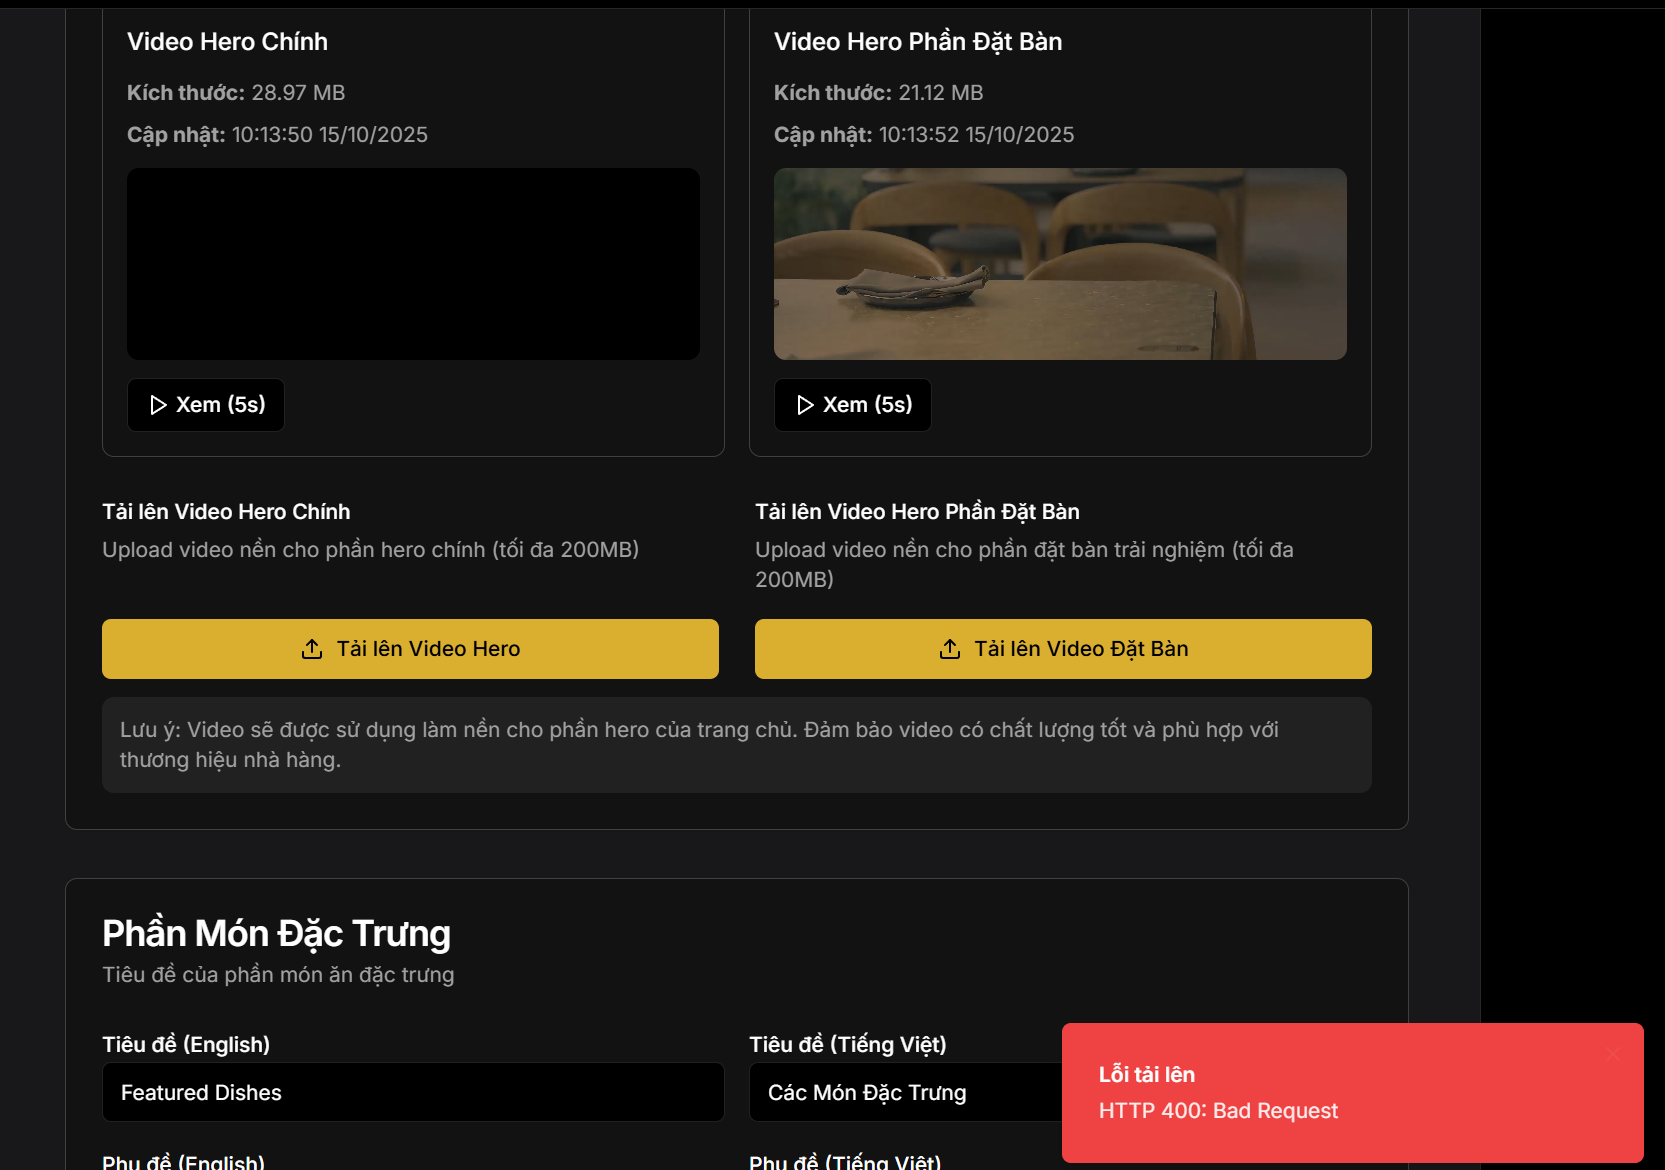 Video Hero Chính
Kích thước: 28.97 MB
Cập nhật: 10:13:50 15/10/2025
Xem (5s)
Video Hero Phần Đặt Bàn
Kích thước: 21.12 MB
Cập nhật: 10:13:52 15/10/2025
Xem (5s)
Tải lên Video Hero Chính
Upload video nền cho phần hero chính (tối đa 200MB)
Tải lên Video Hero
Tải lên Video Hero Phần Đặt Bàn
Upload video nền cho phần đặt bàn trải nghiệm (tối đa
200MB)
Tải lên Video Đặt Bàn
Lưu ý: Video sẽ được sử dụng làm nền cho phần hero của trang chủ. Đảm bảo video có chất lượng tốt và phù hợp với
thương hiệu nhà hàng.
Phần Món Đặc Trưng
Tiêu đề của phần món ăn đặc trưng
Tiêu đề (English)
Featured Dishes
Tiêu đề (Tiếng Việt)
Các Món Đặc Trưng
Phụ đề (English)
Phụ đề (Tiếng Việt)
Lỗi tải lên
HTTP 400: Bad Request